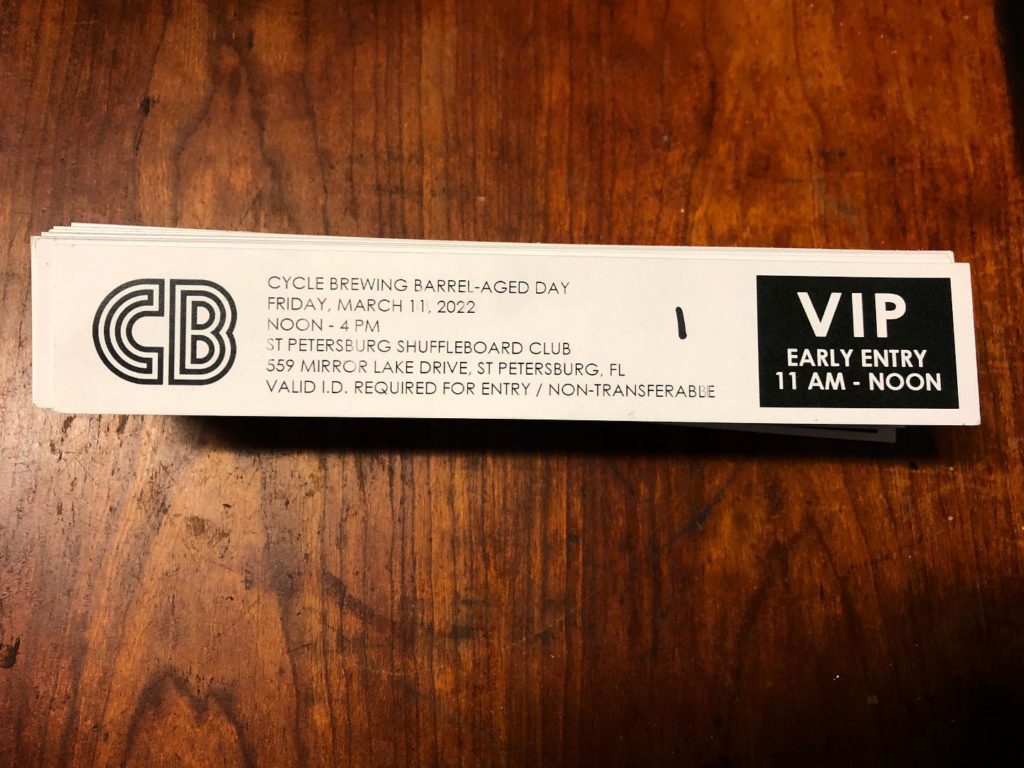 CB
CYCLE BREWING BARREL-AGED DAY
FRIDAY, MARCH 11, 2022
NOON - 4 PM
ST PETERSBURG SHUFFLEBOARD CLUB
559 MIRROR LAKE DRIVE, ST PETERSBURG, FL
VALID I.D. REQUIRED FOR ENTRY / NON-TRANSFERABLE
1
VIP
EARLY ENTRY
11 AM - NOON